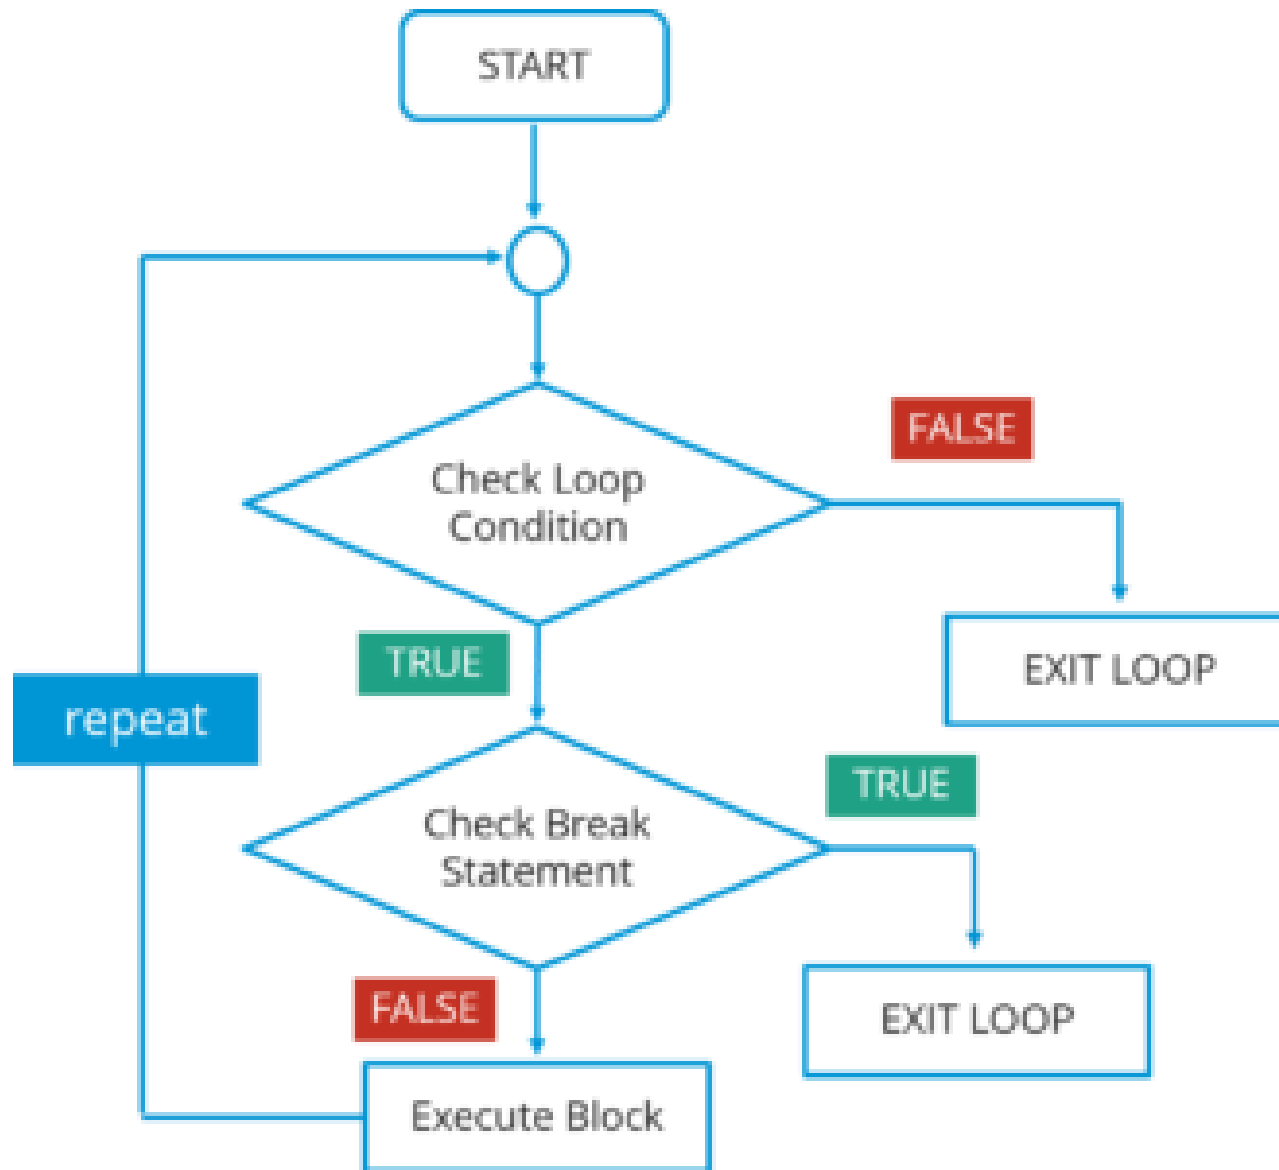 START
FALSE
Check Loop
Condition
TRUE
EXIT LOOP
repeat
TRUE
Check Break
Statement
FALSE
EXIT LOOP
Execute Block